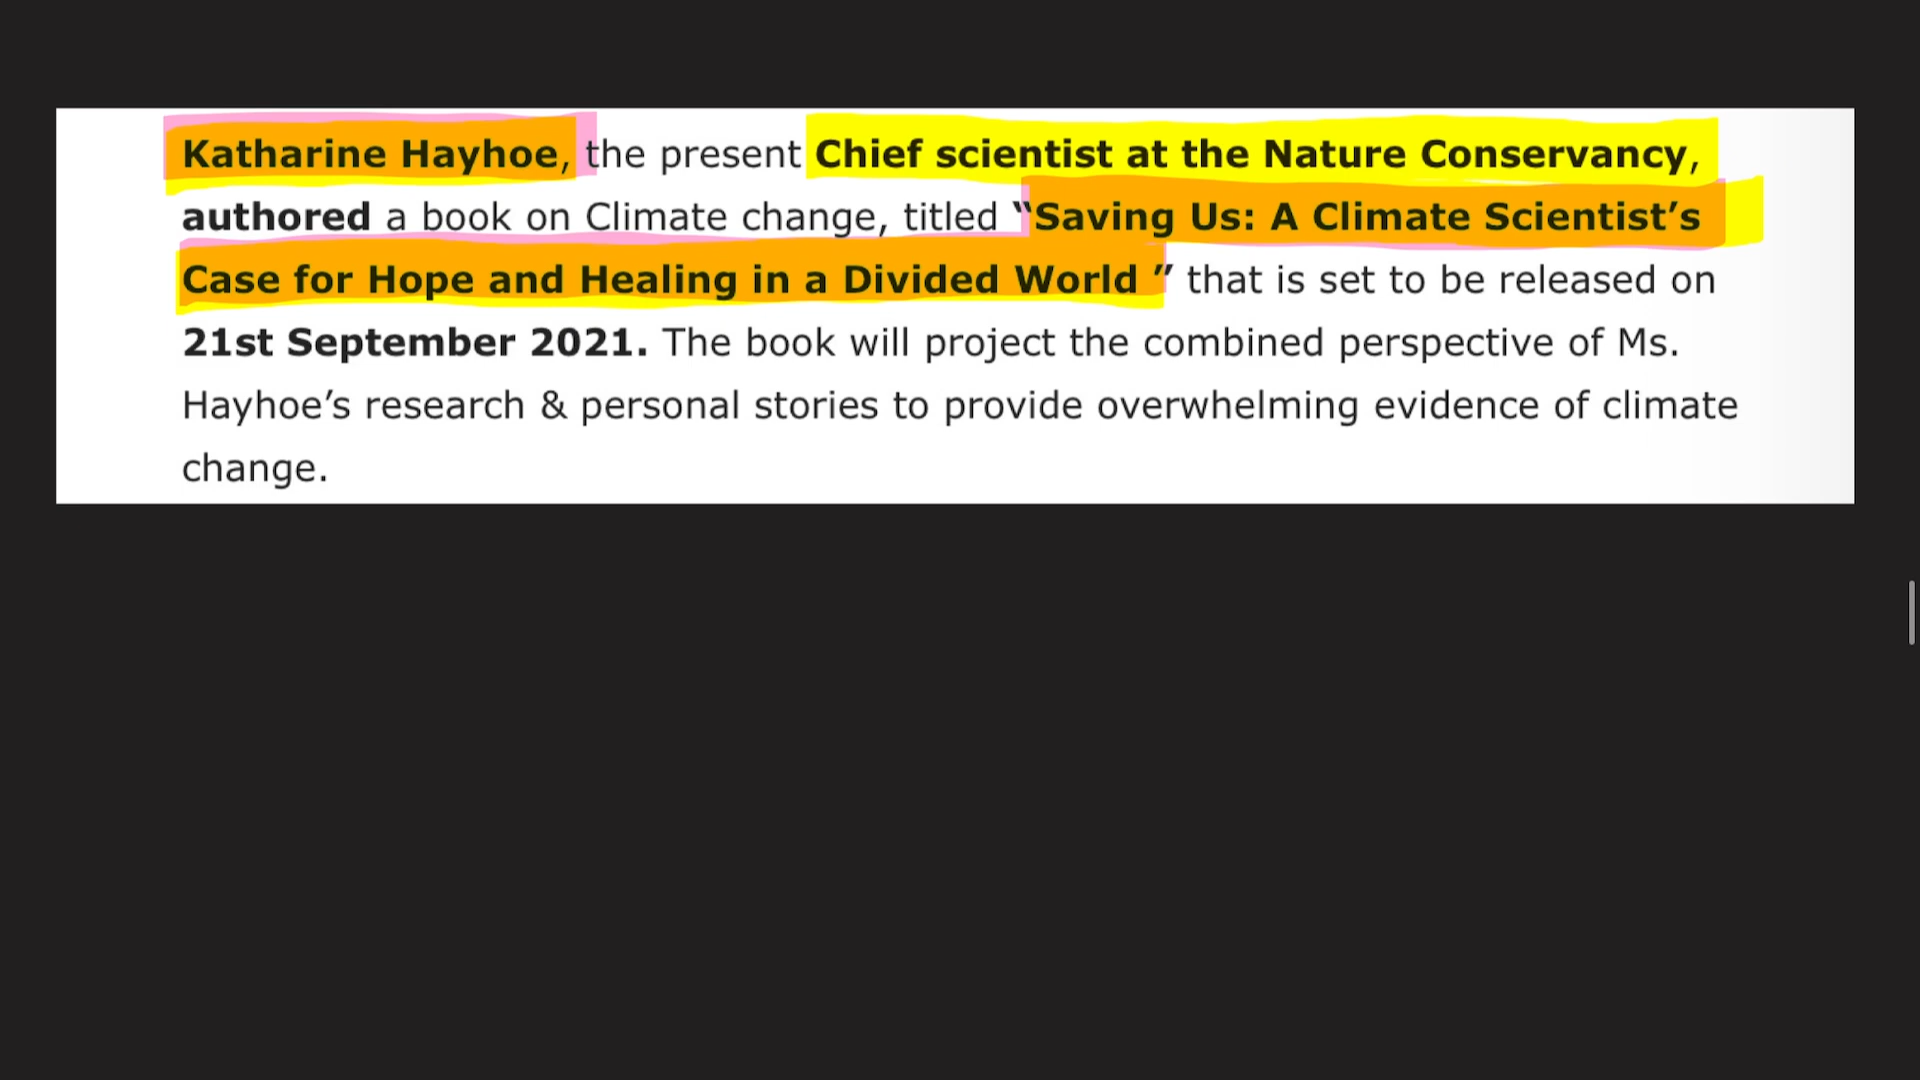 Katharine Hayhoe, the present Chief scientist at the Nature Conservancy,
authored a book on Climate change, titled “Saving Us: A Climate Scientist’s
Case for Hope and Healing in a Divided World ” that is set to be released on
21st September 2021. The book will project the combined perspective of Ms.
Hayhoe’s research & personal stories to provide overwhelming evidence of climate
change.